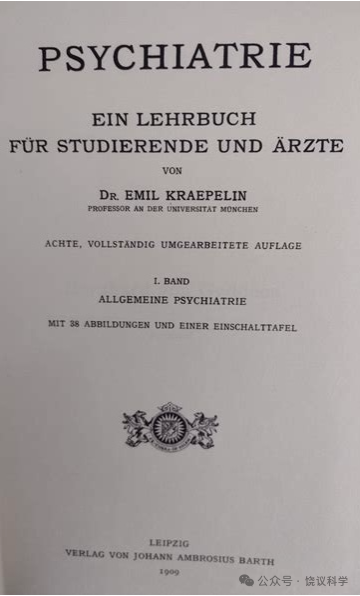 PSYCHIATRIE
EIN LEHRBUCH
FÜR STUDIERENDE UND ÄRZTE
VON
DR. EMIL KRAEPELIN
PROFESSOR AN DER UNIVERSITÄT MÜNCHEN
ACHTE, VOLLSTÄNDIG UMGEARBEITETE AUFLAGE
I. BAND
ALLGEMEINE PSYCHIATRIE
MIT 38 ABBILDUNGEN UND EINER EINSCHALTTAFEL
LEIPZIG
VERLAG VON JOHANN AMBROSIUS BARTH
1909
公众号 · 饶议科学